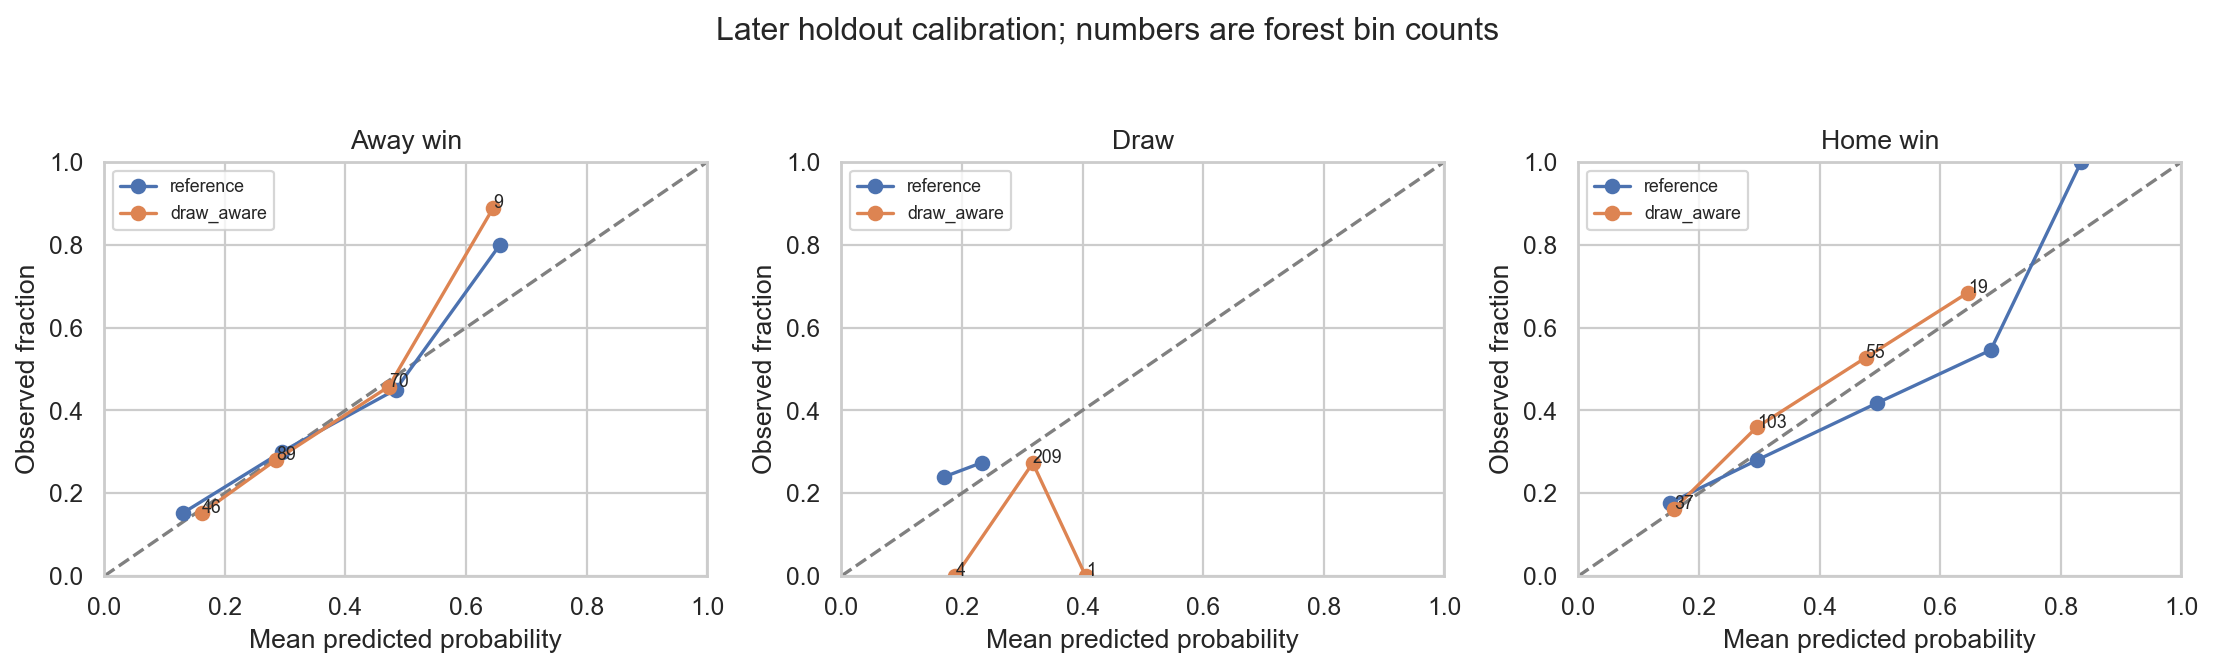 Later holdout calibration; numbers are forest bin counts
Away win
1.0
0.8
0.6
0.4
0.2
0.0
Observed fraction
reference
draw_aware
9
70
89
46
0.0 0.2 0.4 0.6 0.8 1.0
Mean predicted probability
Draw
1.0
0.8
0.6
0.4
0.2
0.0
Observed fraction
reference
draw_aware
209
4
1
0.0 0.2 0.4 0.6 0.8 1.0
Mean predicted probability
Home win
1.0
0.8
0.6
0.4
0.2
0.0
Observed fraction
reference
draw_aware
19
55
103
37
0.0 0.2 0.4 0.6 0.8 1.0
Mean predicted probability